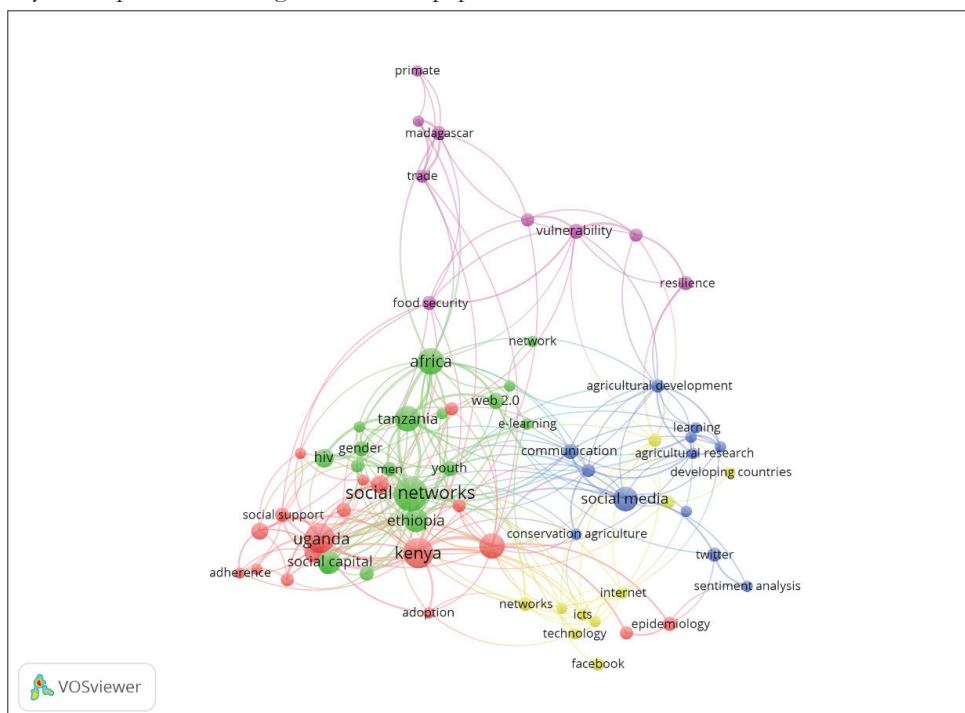 primate
madagascar
trade
vulnerability
resilience
food security
network
africa
agricultural development
web 2.0
tanzania
e-learning
learning
gender
communication
agricultural research
hiv
men
youth
developing countries
social networks
social media
social support
ethiopia
uganda
conservation agriculture
kenya
social capital
twitter
adherence
sentiment analysis
internet
networks
adoption
icts
epidemiology
technology
facebook
VOSviewer